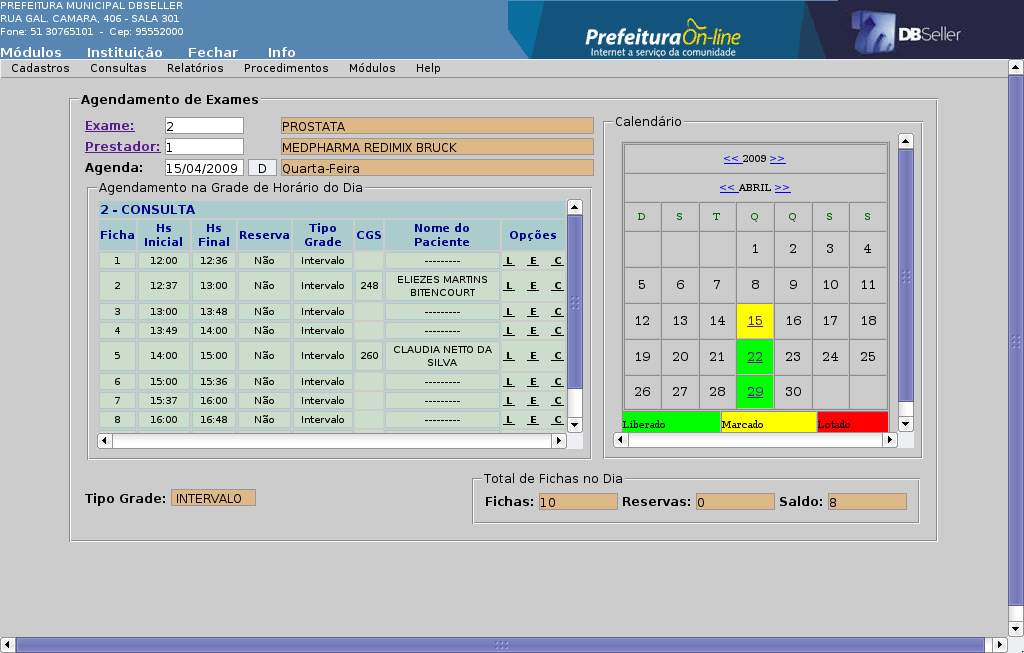 PREFEITURA MUNICIPAL DBSELLER
RUA GAL. CAMARA, 406 - SALA 301
Fone: 51 30765101 - Cep: 95552000
Prefeitura On-line
Internet a serviço da comunidade
DBSeller
Módulos Instituição Fechar Info
Cadastros Consultas Relatórios Procedimentos Módulos Help
Agendamento de Exames
Exame: 2 PROSTATA
Prestador: 1 MEDPHARMA REDIMIX BRUCK
Agenda: 15/04/2009 D Quarta-Feira
Agendamento na Grade de Horário do Dia
2 - CONSULTA
Ficha Hs Inicial Hs Final Reserva Tipo Grade CGS Nome do Paciente Opções
1 12:00 12:36 Não Intervalo --------- L E C
2 12:37 13:00 Não Intervalo 248 ELIEZES MARTINS BITENCOURT L E C
3 13:00 13:48 Não Intervalo --------- L E C
4 13:49 14:00 Não Intervalo --------- L E C
5 14:00 15:00 Não Intervalo 260 CLAUDIA NETTO DA SILVA L E C
6 15:00 15:36 Não Intervalo --------- L E C
7 15:37 16:00 Não Intervalo --------- L E C
8 16:00 16:48 Não Intervalo --------- L E C
Calendário
<< 2009 >>
<< ABRIL >>
D S T Q Q S S
1 2 3 4
5 6 7 8 9 10 11
12 13 14 15 16 17 18
19 20 21 22 23 24 25
26 27 28 29 30
Liberado Marcado Lotado
Tipo Grade: INTERVALO
Total de Fichas no Dia
Fichas: 10 Reservas: 0 Saldo: 8